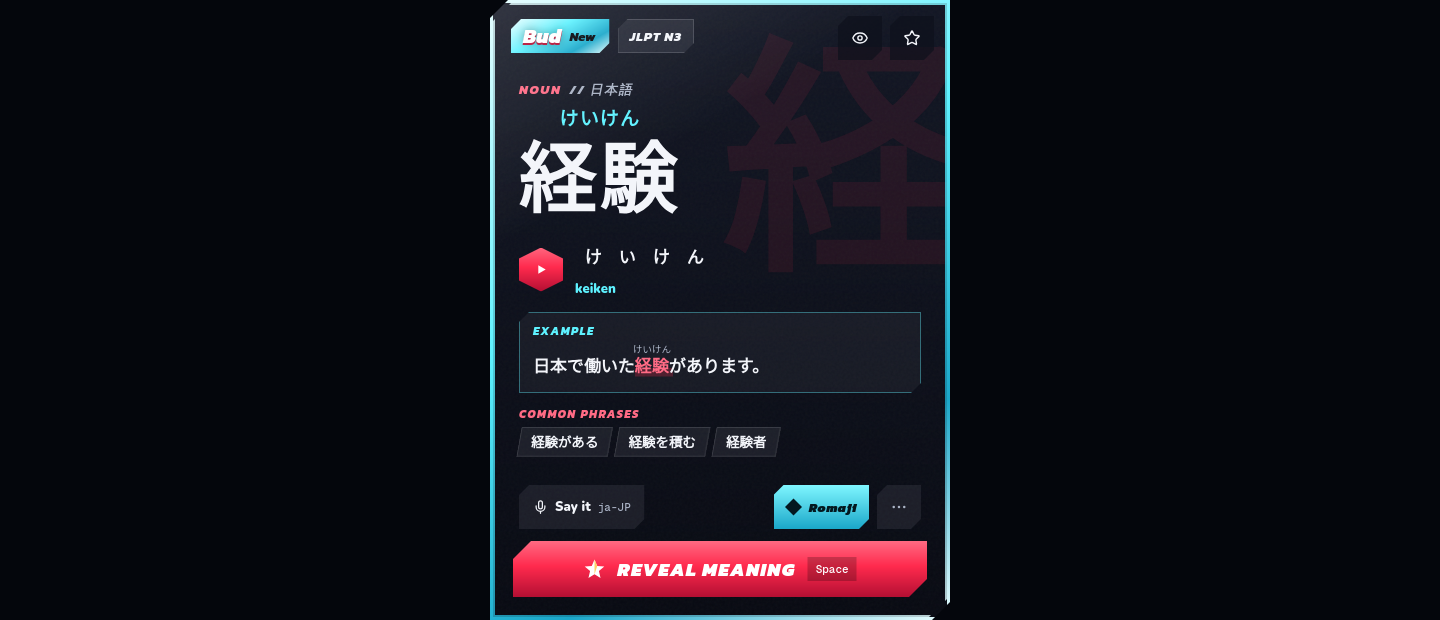 Bud New JLPT N3
NOUN // 日本語
けいけん
経験
経
け い け ん
keiken
EXAMPLE
けいけん
日本で働いた経験があります。
COMMON PHRASES
経験がある 経験を積む 経験者
Say it ja-JP Romaji ...
REVEAL MEANING Space